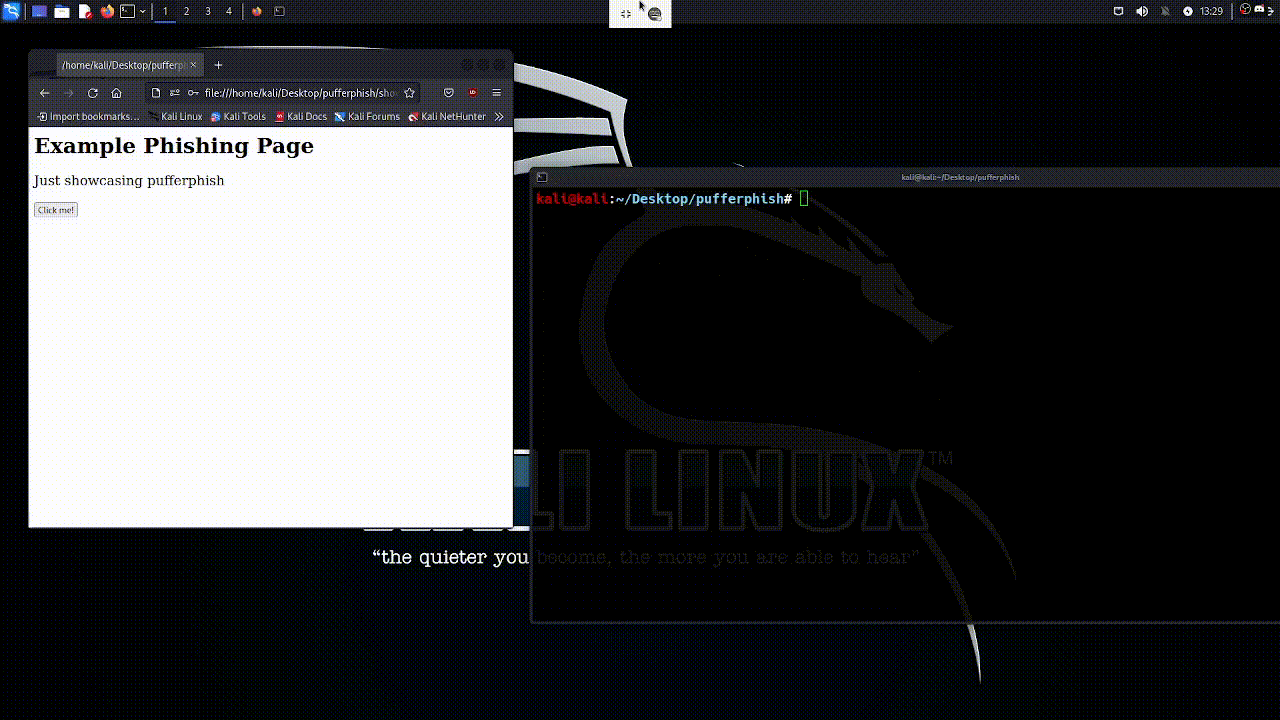 1 2 3 4
13:29
/home/kali/Desktop/pufferp
file:///home/kali/Desktop/pufferphish/sho
Import bookmarks... Kali Linux Kali Tools Kali Docs Kali Forums Kali NetHunter
Example Phishing Page
Just showcasing pufferphish
Click me!
kali@kali:~/Desktop/pufferphish
kali@kali:~/Desktop/pufferphish#
LI LINUX™
“the quieter you become, the more you are able to hear”